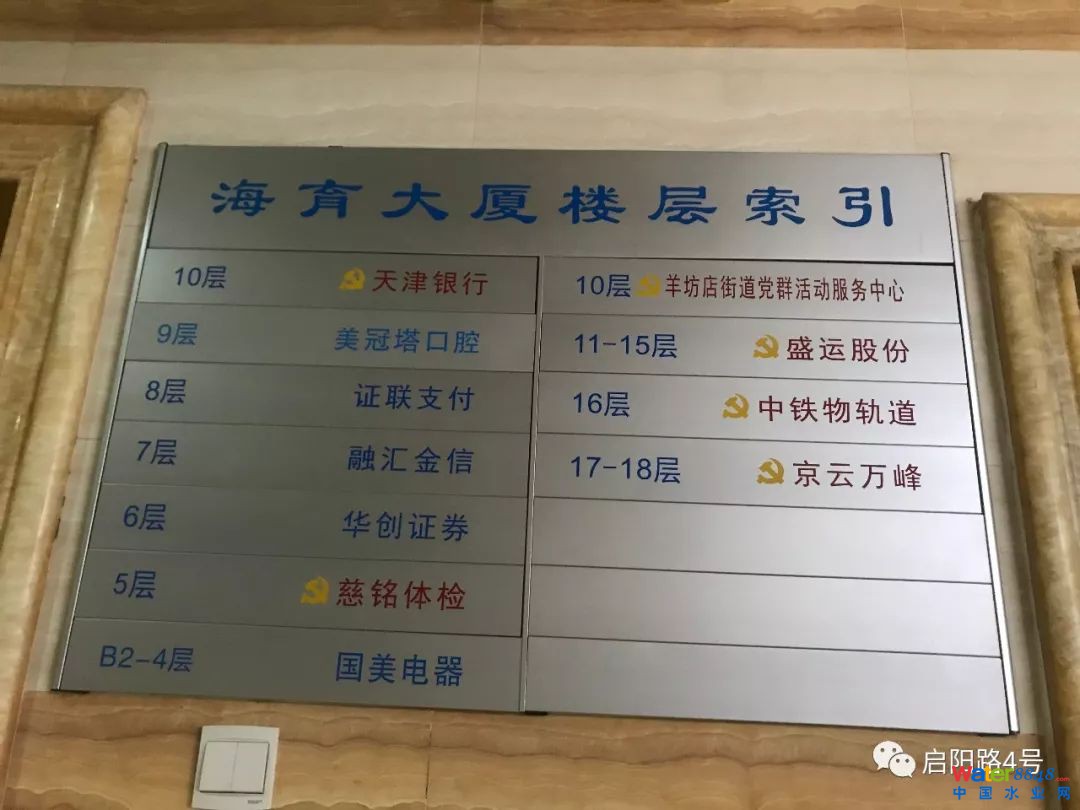 海育大厦楼层索引
10层 天津银行
9层 美冠塔口腔
8层 证联支付
7层 融汇金信
6层 华创证券
5层 慈铭体检
B2-4层 国美电器
10层 羊坊店街道党群活动服务中心
11-15层 盛运股份
16层 中铁物轨道
17-18层 京云万峰
启阳路4号
Water8848.com
中国水业网